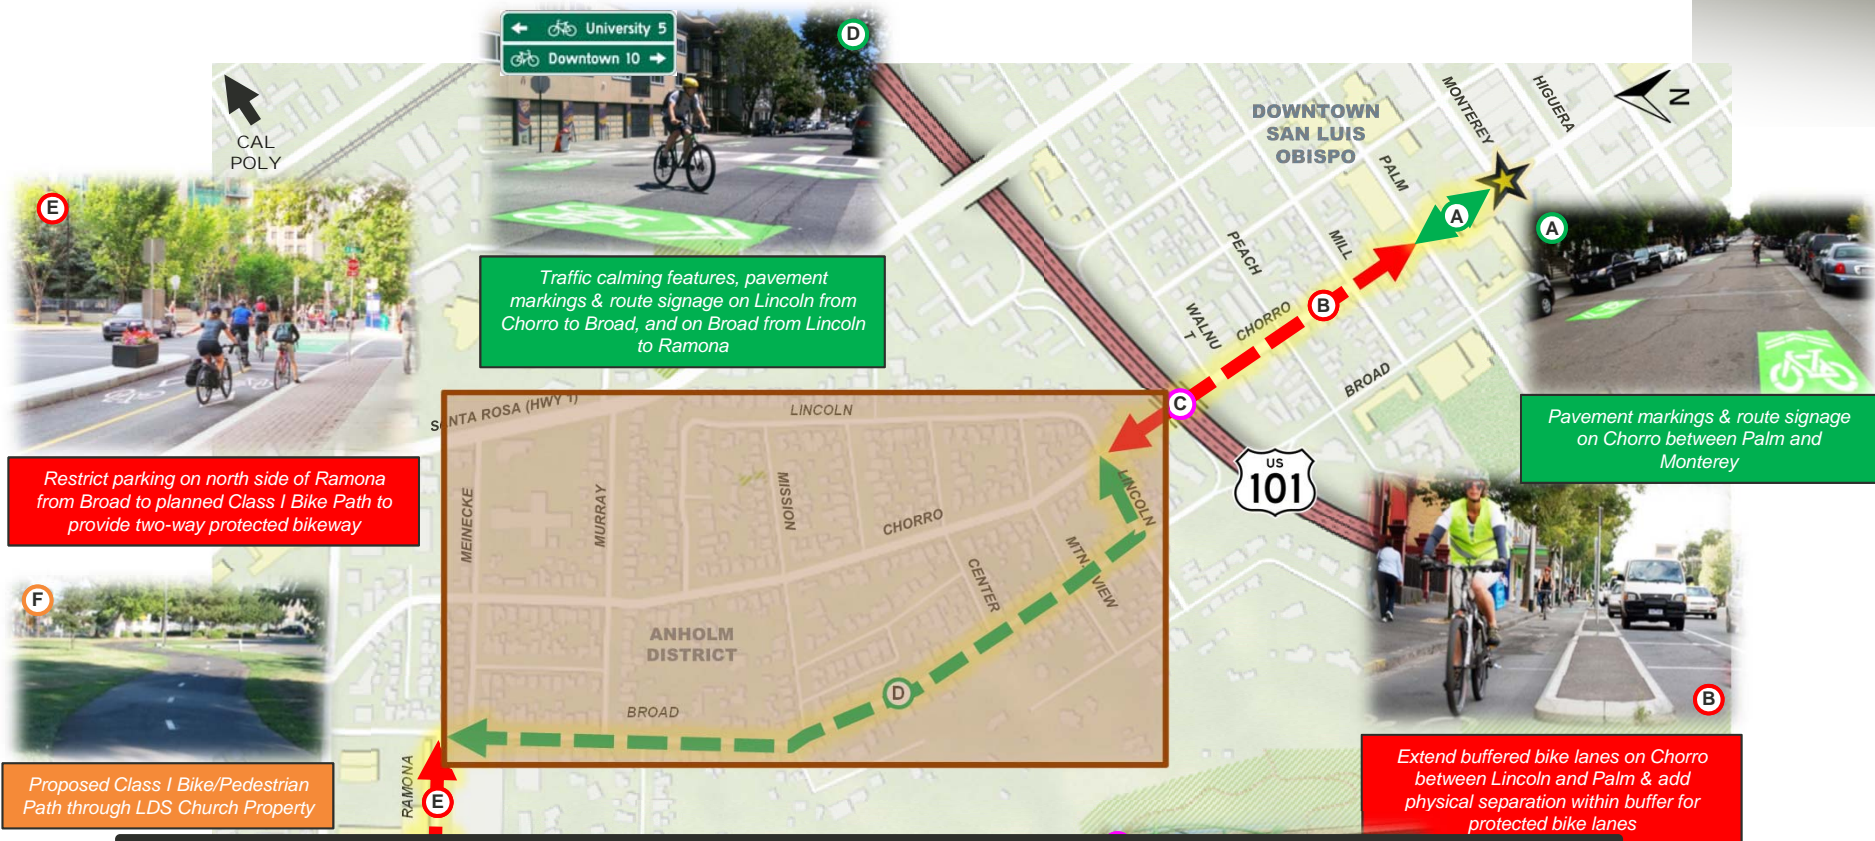 University 5
Downtown 10
D
CAL
POLY
E
DOWNTOWN
SAN LUIS
OBISPO
MONTEREY
HIGUERA
N
PALM
A
A
Traffic calming features, pavement
markings & route signage on Lincoln from
Chorro to Broad, and on Broad from Lincoln
to Ramona
PEACH
MILL
B
CHORRO
WALNU
T
BROAD
C
Pavement markings & route signage
on Chorro between Palm and
Monterey
SANTA ROSA (HWY 1)
LINCOLN
Restrict parking on north side of Ramona
from Broad to planned Class I Bike Path to
provide two-way protected bikeway
US
101
MEINECKE
MURRAY
MISSION
CHORRO
LINCOLN
MTN. VIEW
CENTER
F
ANHOLM
DISTRICT
D
BROAD
B
Proposed Class I Bike/Pedestrian
Path through LDS Church Property
RAMONA
E
Extend buffered bike lanes on Chorro
between Lincoln and Palm & add
physical separation within buffer for
protected bike lanes